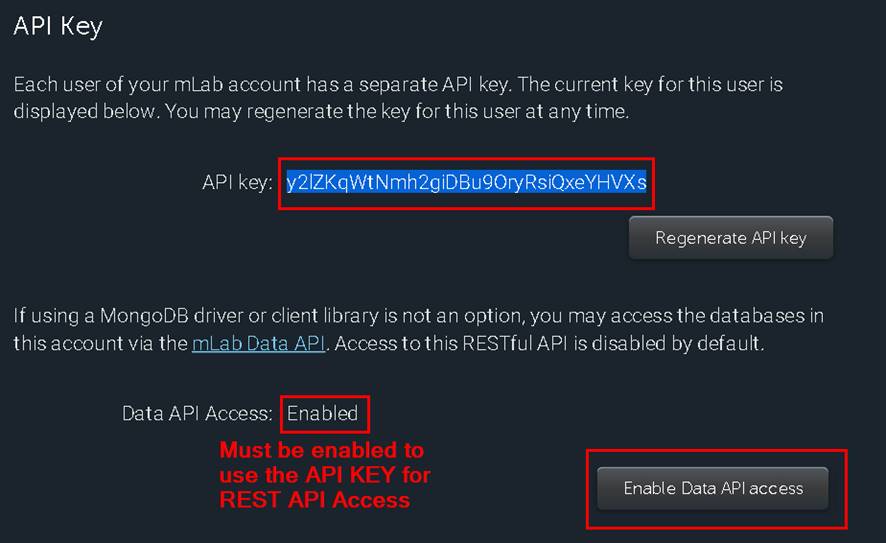 API Key
Each user of your mLab account has a separate API key. The current key for this user is
displayed below. You may regenerate the key for this user at any time.
API key: y2lZKqWtNmh2giDBu9OryRsiQxeYHVXs
Regenerate API key
If using a MongoDB driver or client library is not an option, you may access the databases in
this account via the mLab Data API. Access to this RESTful API is disabled by default.
Data API Access: Enabled
Must be enabled to
use the API KEY for
REST API Access
Enable Data API access